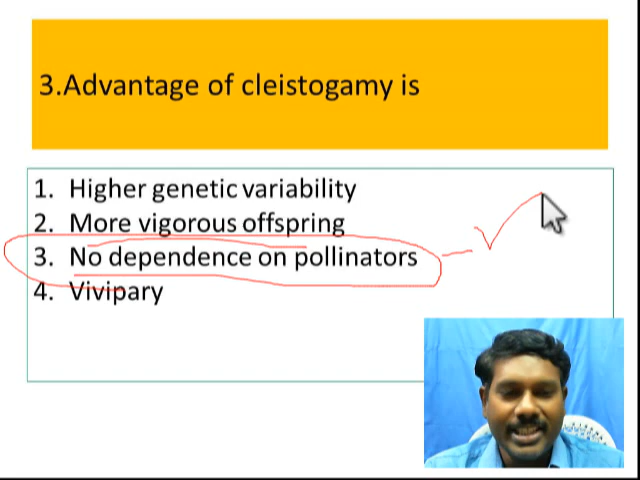 3.Advantage of cleistogamy is
1. Higher genetic variability
2. More vigorous offspring
3. No dependence on pollinators
4. Vivipary